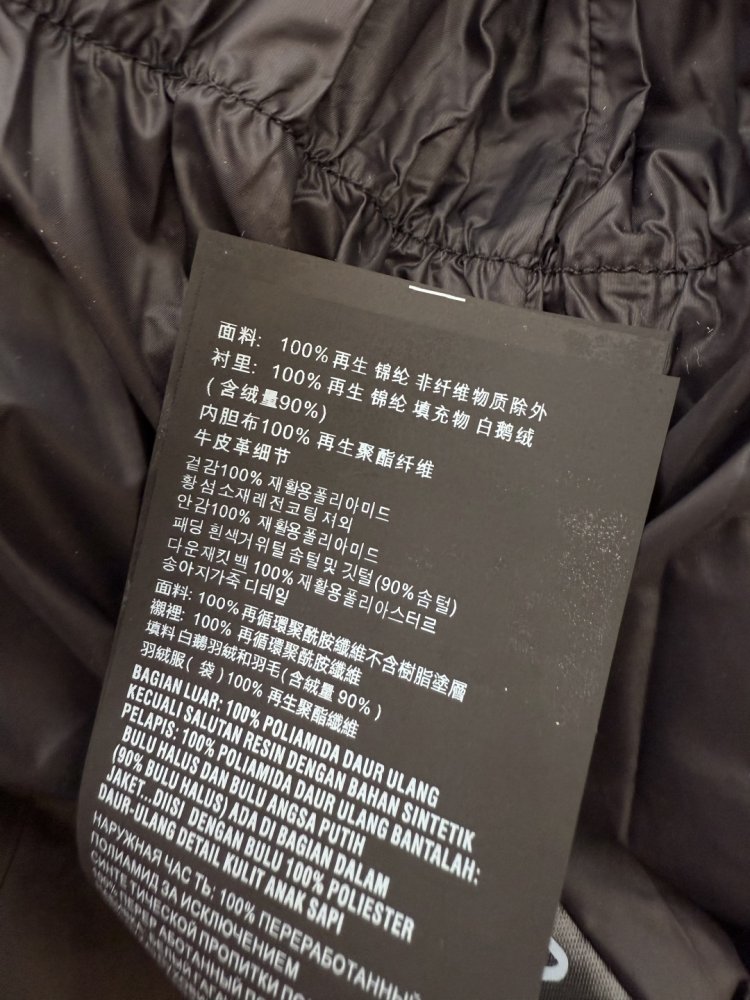 面料: 100% 再生 锦纶 非纤维物质除外
衬里: 100% 再生 锦纶 填充物 白鹅绒
(含绒量90%)
内胆布100% 再生聚酯纤维
牛皮革细节
겉감100% 재활용폴리아미드
황섬소재레전코팅 져외
안감100% 재활용폴리아미드
패딩 흰색거위털 솜털 및 깃털(90%솜털)
다운재킷백 100% 재활용폴리아스터르
송아지가죽 디테일
面料: 100%再循環聚酰胺纖維不含樹脂塗層
襯裡: 100% 再循環聚酰胺纖維
填料白鵝羽絨和羽毛(含絨量 90%)
羽絨服(袋)100% 再生聚酯纖維
BAGIAN LUAR: 100% POLIAMIDA DAUR ULANG
KECUALI SALUTAN RESIN DENGAN BAHAN SINTETIK
PELAPIS: 100% POLIAMIDA DAUR ULANG BANTALAH:
BULU HALUS DAN BULU ANGSA PUTIH
(90% BULU HALUS) ADA DI BAGIAN DALAM
JAKET...DIISI DENGAN BULU 100% POLIESTER
DAUR-ULANG DETAIL KULIT ANAK SAPI
НАРУЖНАЯ ЧАСТЬ: 100% ПЕРЕРАБОТАННЫЙ
ПОЛИАМИД ЗА ИСКЛЮЧЕНИЕМ
СИНТЕТИЧЕСКОЙ ПРОПИТКИ